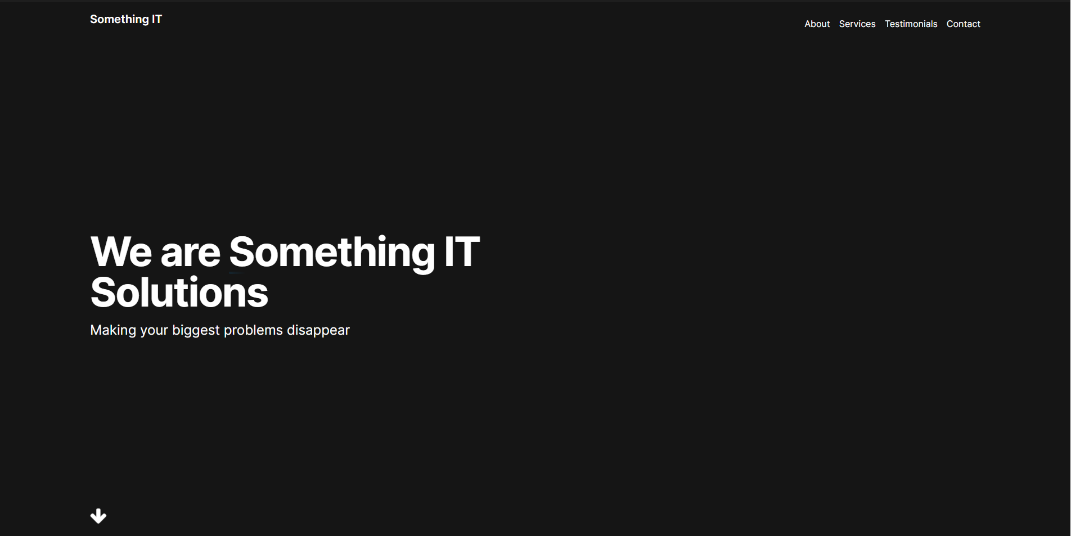 Something IT
About Services Testimonials Contact
We are Something IT
Solutions
Making your biggest problems disappear